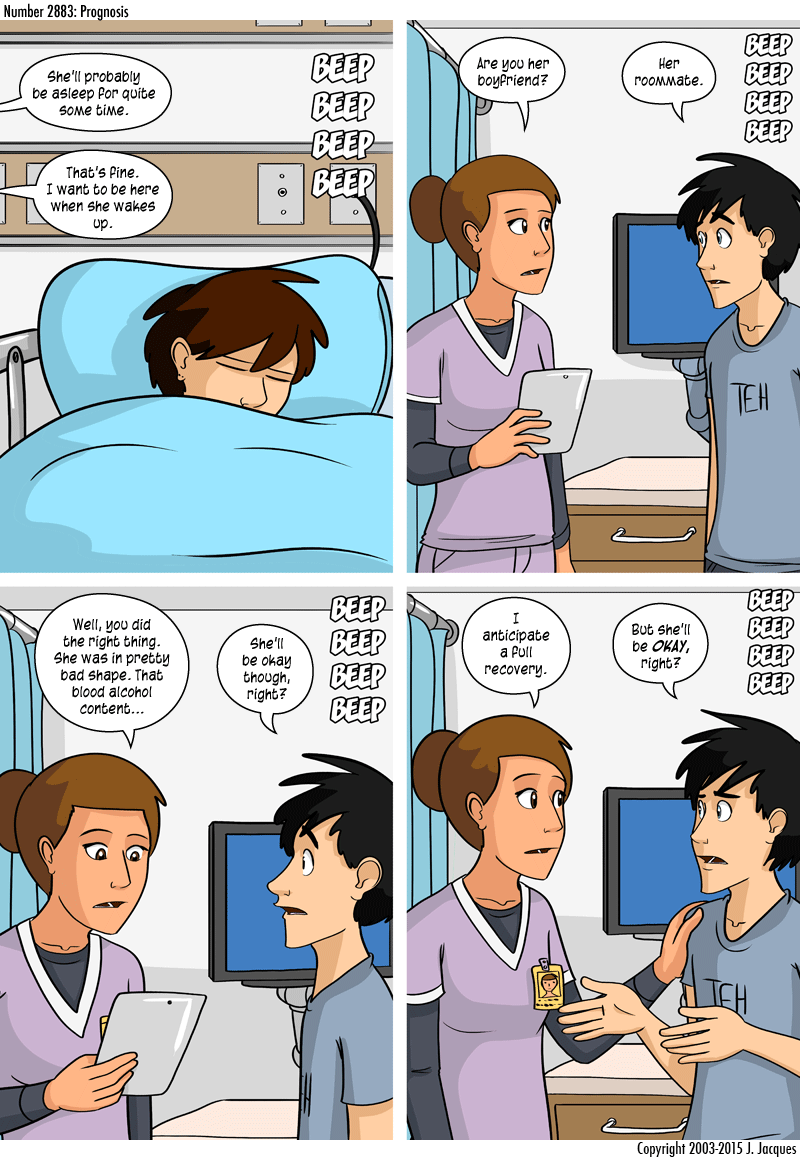 Number 2883: Prognosis
She'll probably
be asleep for quite
some time.
That's fine.
I want to be here
when she wakes
up.
BEEP
BEEP
BEEP
BEEP
Are you her
boyfriend?
Her
roommate.
BEEP
BEEP
BEEP
BEEP
TEH
Well, you did
the right thing.
She was in pretty
bad shape. That
blood alcohol
content...
She'll
be okay
though,
right?
BEEP
BEEP
BEEP
BEEP
H
I
anticipate
a full
recovery.
But she'll
be OKAY,
right?
BEEP
BEEP
BEEP
BEEP
TEH
Copyright 2003-2015 J. Jacques